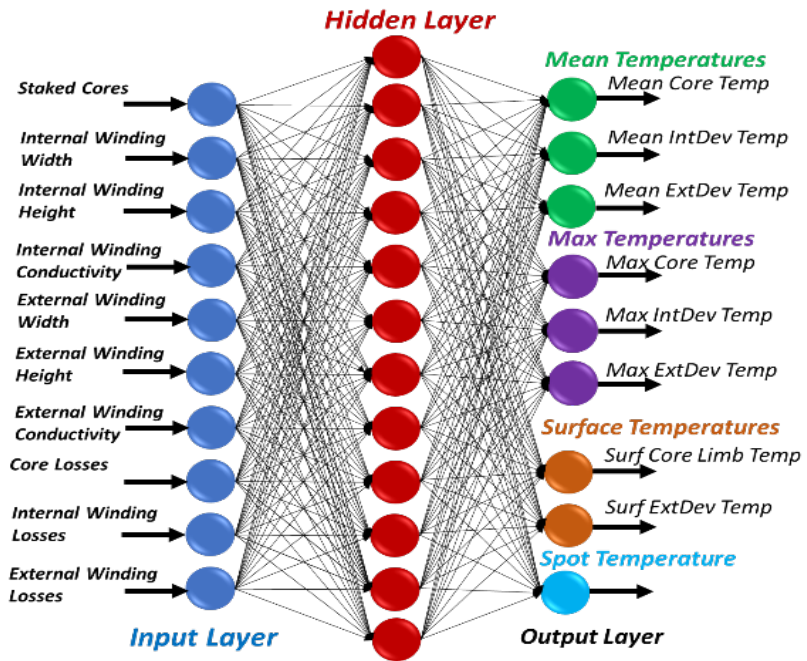 Hidden Layer
Staked Cores
Internal Winding
Width
Internal Winding
Height
Internal Winding
Conductivity
External Winding
Width
External Winding
Height
External Winding
Conductivity
Core Losses
Internal Winding
Losses
External Winding
Losses
Input Layer
Mean Temperatures
Mean Core Temp
Mean IntDev Temp
Mean ExtDev Temp
Max Temperatures
Max Core Temp
Max IntDev Temp
Max ExtDev Temp
Surface Temperatures
Surf Core Limb Temp
Surf ExtDev Temp
Spot Temperature
Output Layer